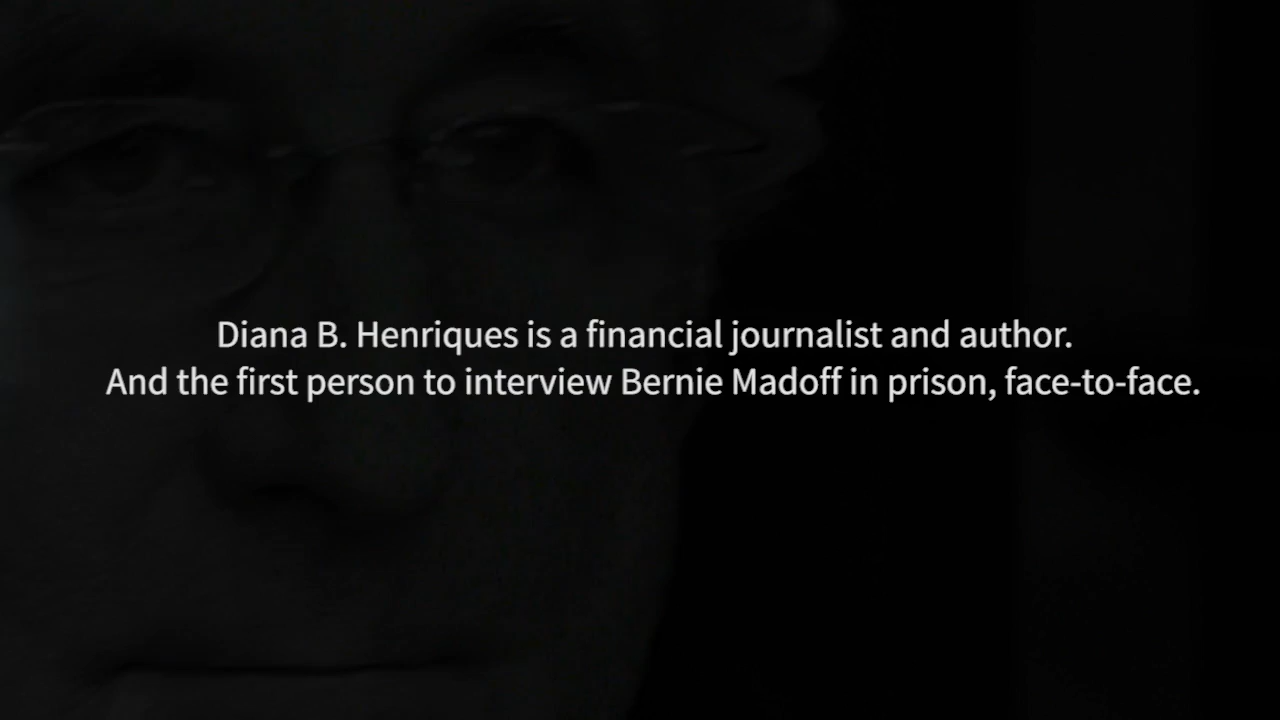 Diana B. Henriques is a financial journalist and author.
And the first person to interview Bernie Madoff in prison, face-to-face.